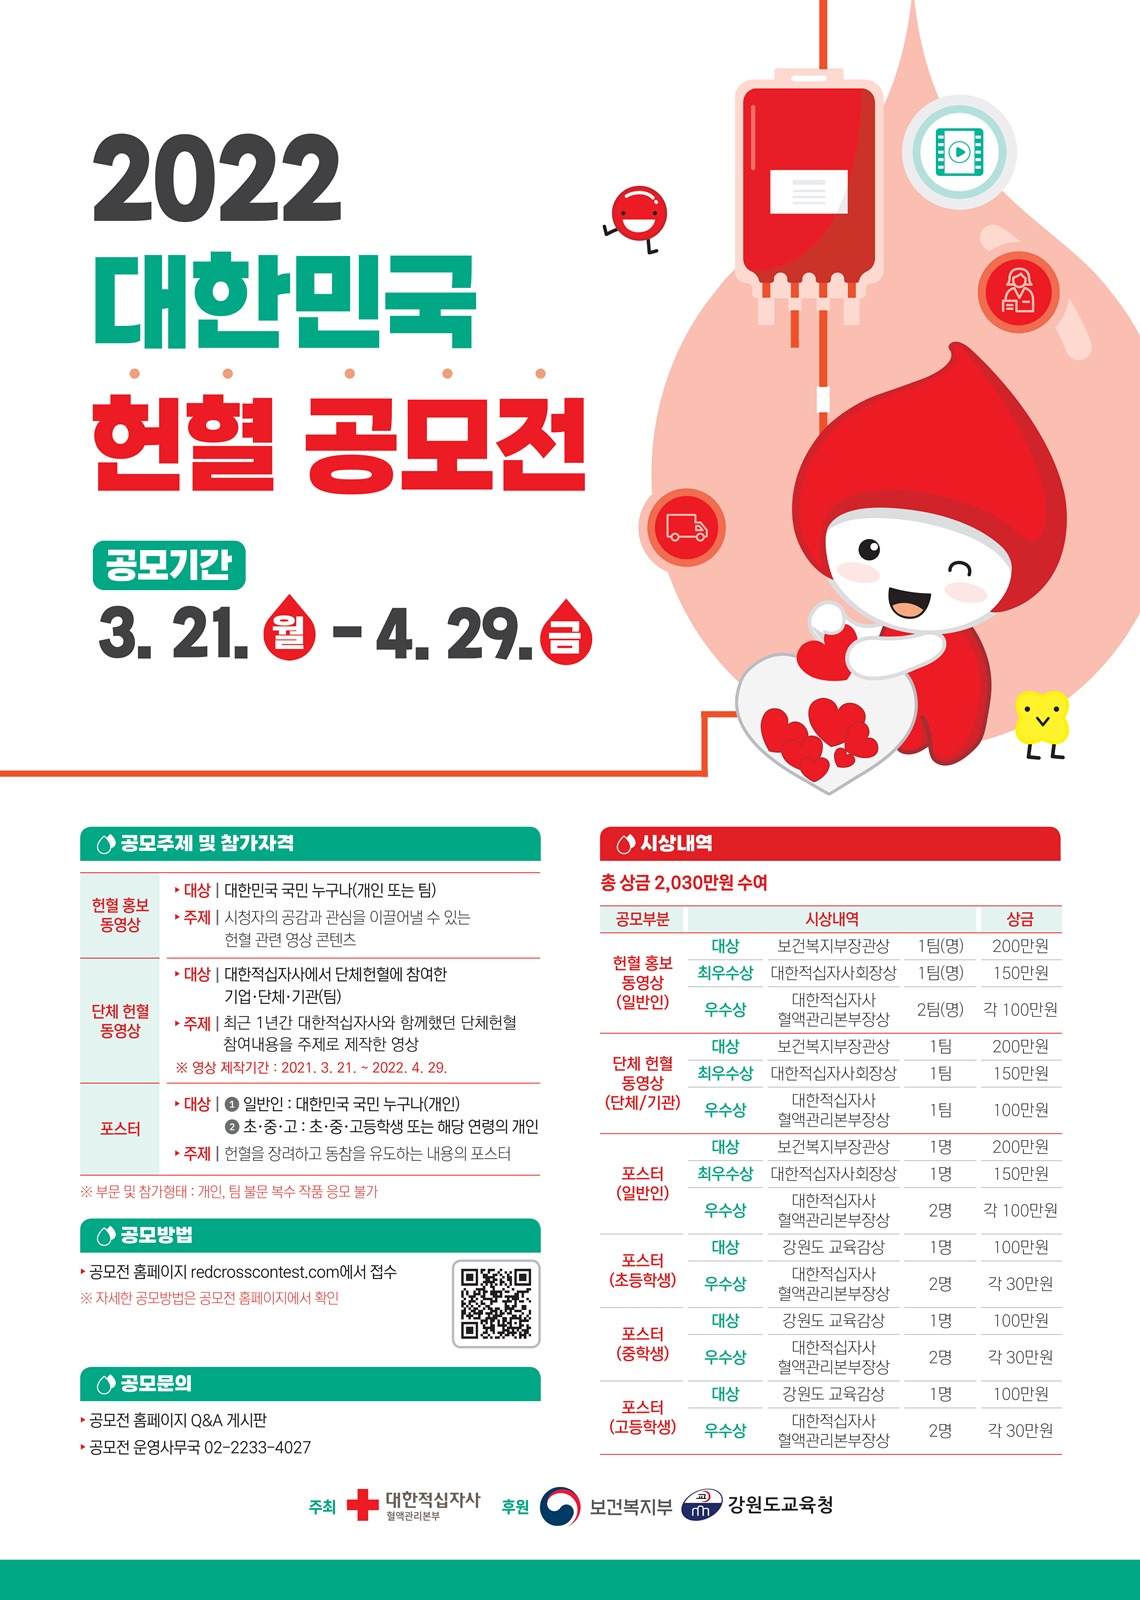 2022
대한민국
헌혈 공모전
공모기간
3. 21. 월 - 4. 29. 금
공모주제 및 참가자격
헌혈 홍보
동영상
▸ 대상 | 대한민국 국민 누구나(개인 또는 팀)
▸ 주제 | 시청자의 공감과 관심을 이끌어낼 수 있는
헌혈 관련 영상 콘텐츠
단체 헌혈
동영상
▸ 대상 | 대한적십자사에서 단체헌혈에 참여한
기업·단체·기관(팀)
▸ 주제 | 최근 1년간 대한적십자사와 함께했던 단체헌혈
참여내용을 주제로 제작한 영상
※ 영상 제작기간 : 2021. 3. 21. ~ 2022. 4. 29.
포스터
▸ 대상 | ❶ 일반인 : 대한민국 국민 누구나(개인)
❷ 초·중·고 : 초·중·고등학생 또는 해당 연령의 개인
▸ 주제 | 헌혈을 장려하고 동참을 유도하는 내용의 포스터
※ 부문 및 참가형태 : 개인, 팀 불문 복수 작품 응모 불가
공모방법
▸ 공모전 홈페이지 redcrosscontest.com에서 접수
※ 자세한 공모방법은 공모전 홈페이지에서 확인
공모문의
▸ 공모전 홈페이지 Q&A 게시판
▸ 공모전 운영사무국 02-2233-4027
시상내역
총 상금 2,030만원 수여
공모부분 시상내역 상금
헌혈 홍보
동영상
(일반인)
대상 보건복지부장관상 1팀(명) 200만원
최우수상 대한적십자사회장상 1팀(명) 150만원
우수상 대한적십자사
혈액관리본부장상 2팀(명) 각 100만원
단체 헌혈
동영상
(단체/기관)
대상 보건복지부장관상 1팀 200만원
최우수상 대한적십자사회장상 1팀 150만원
우수상 대한적십자사
혈액관리본부장상 1팀 100만원
포스터
(일반인)
대상 보건복지부장관상 1명 200만원
최우수상 대한적십자사회장상 1명 150만원
우수상 대한적십자사
혈액관리본부장상 2명 각 100만원
포스터
(초등학생)
대상 강원도 교육감상 1명 100만원
우수상 대한적십자사
혈액관리본부장상 2명 각 30만원
포스터
(중학생)
대상 강원도 교육감상 1명 100만원
우수상 대한적십자사
혈액관리본부장상 2명 각 30만원
포스터
(고등학생)
대상 강원도 교육감상 1명 100만원
우수상 대한적십자사
혈액관리본부장상 2명 각 30만원
주최 대한적십자사
혈액관리본부
후원 보건복지부 강원도교육청